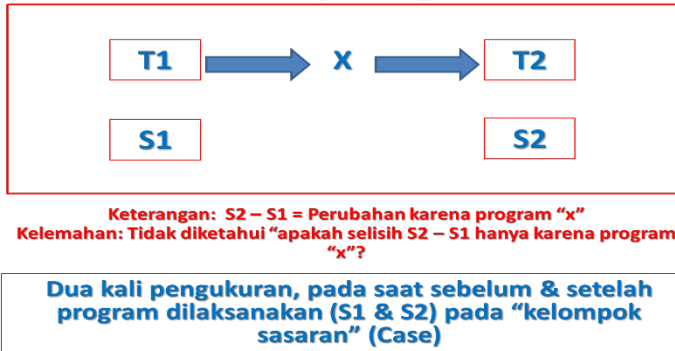 T1 X T2
S1 S2
Keterangan: S2 – S1 = Perubahan karena program “x”
Kelemahan: Tidak diketahui “apakah selisih S2 – S1 hanya karena program
“x”?
Dua kali pengukuran, pada saat sebelum & setelah
program dilaksanakan (S1 & S2) pada “kelompok
sasaran” (Case)